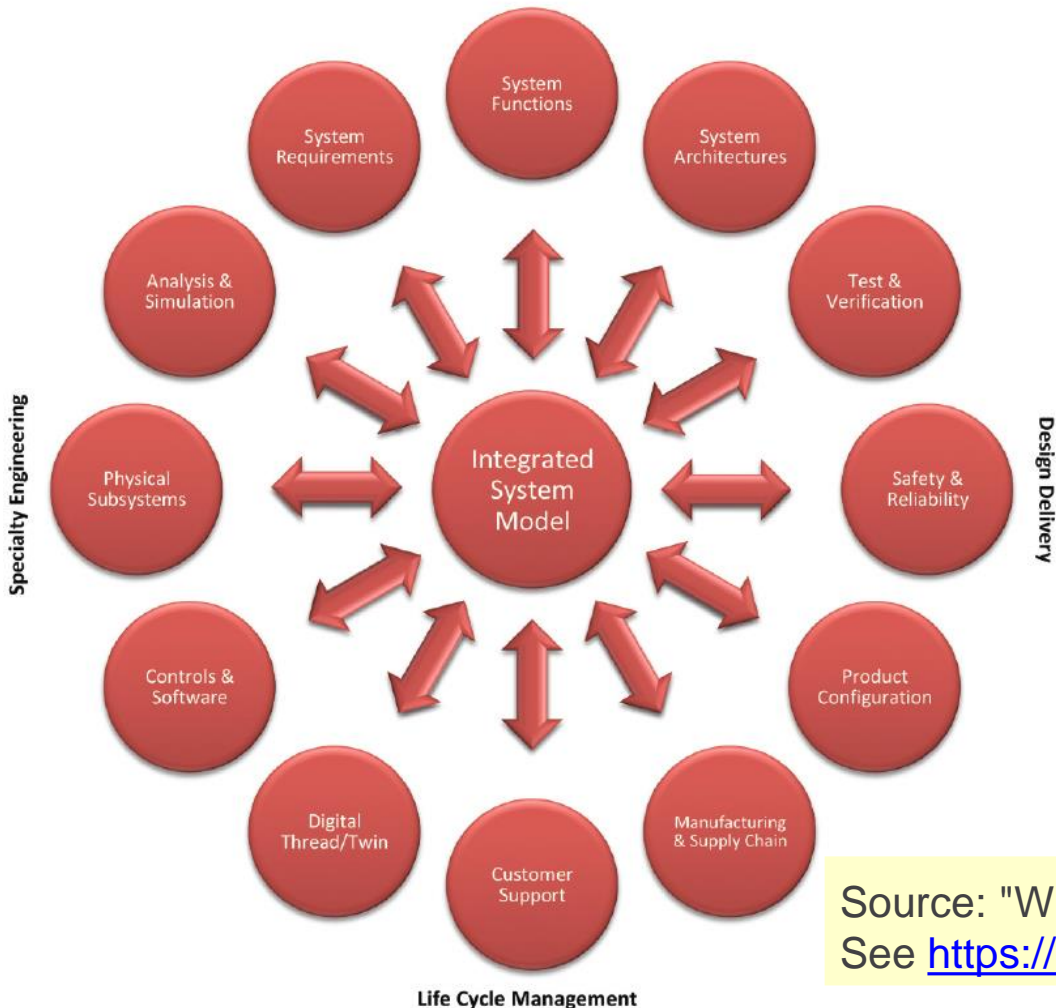 System
Functions
System
Architectures
Test &
Verification
Safety &
Reliability
Product
Configuration
Manufacturing
& Supply Chain
Customer
Support
Digital
Thread/Twin
Controls &
Software
Physical
Subsystems
Analysis &
Simulation
System
Requirements
Integrated
System
Model
Specialty Engineering
Design Delivery
Life Cycle Management
Source: "W
See https://